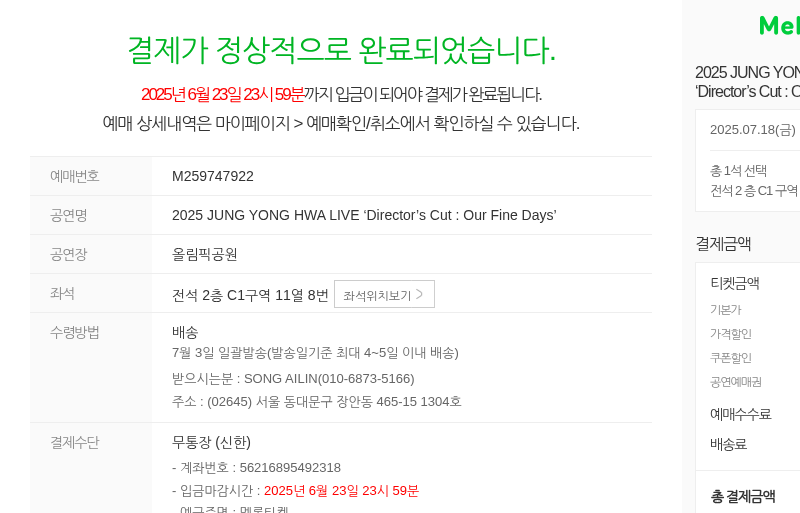 결제가 정상적으로 완료되었습니다.
2025년 6월 23일 23시 59분까지 입금이 되어야 결제가 완료됩니다.
예매 상세내역은 마이페이지 > 예매확인/취소에서 확인하실 수 있습니다.
예매번호 M259747922
공연명 2025 JUNG YONG HWA LIVE ‘Director’s Cut : Our Fine Days’
공연장 올림픽공원
좌석 전석 2층 C1구역 11열 8번 좌석위치보기 >
수령방법 배송
7월 3일 일괄발송(발송일기준 최대 4~5일 이내 배송)
받으시는분 : SONG AILIN(010-6873-5166)
주소 : (02645) 서울 동대문구 장안동 465-15 1304호
결제수단 무통장 (신한)
- 계좌번호 : 56216895492318
- 입금마감시간 : 2025년 6월 23일 23시 59분
- 예금주명 : 멜론티켓
2025 JUNG YON
‘Director’s Cut : O
2025.07.18(금)
총 1석 선택
전석 2 층 C1 구역
결제금액
티켓금액
기본가
가격할인
쿠폰할인
공연예매권
예매수수료
배송료
총 결제금액